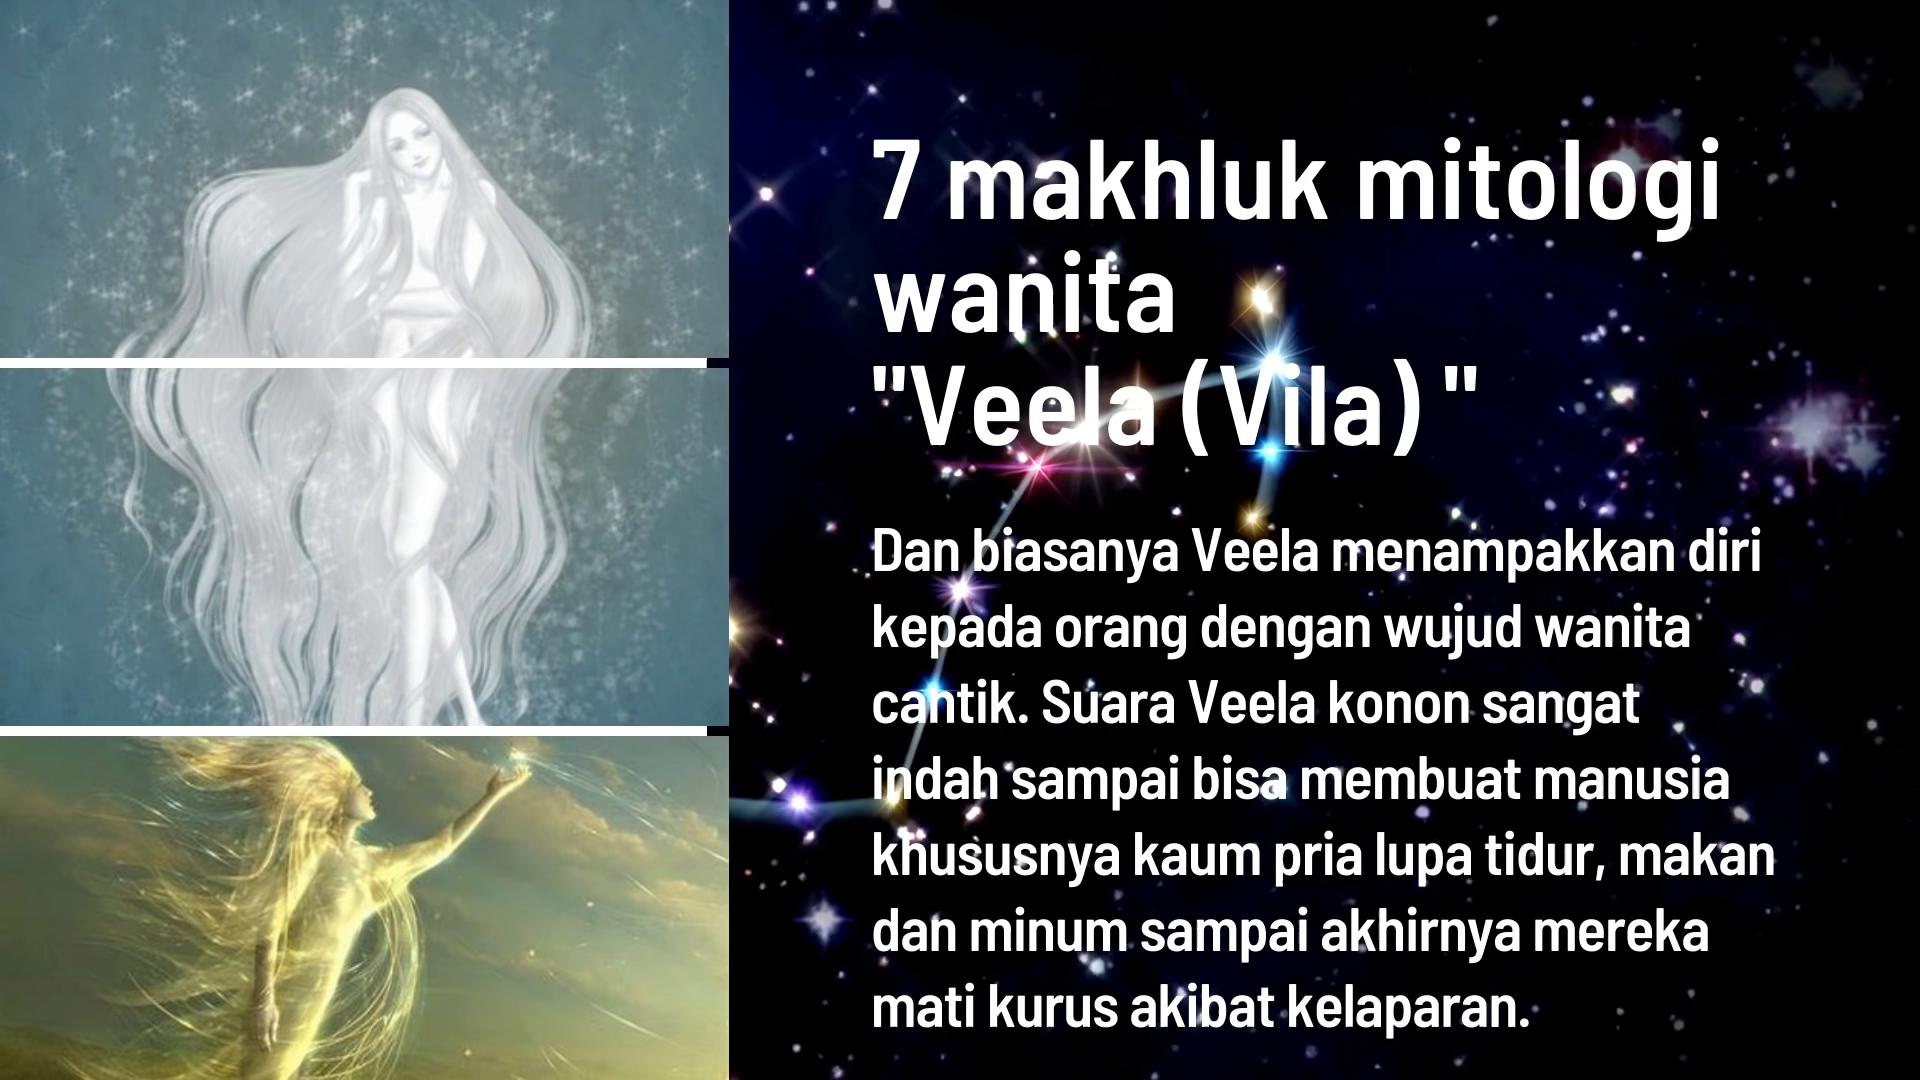 7 makhluk mitologi
wanita
"Veela (Vila) "
Dan biasanya Veela menampakkan diri
kepada orang dengan wujud wanita
cantik. Suara Veela konon sangat
indah sampai bisa membuat manusia
khususnya kaum pria lupa tidur, makan
dan minum sampai akhirnya mereka
mati kurus akibat kelaparan.